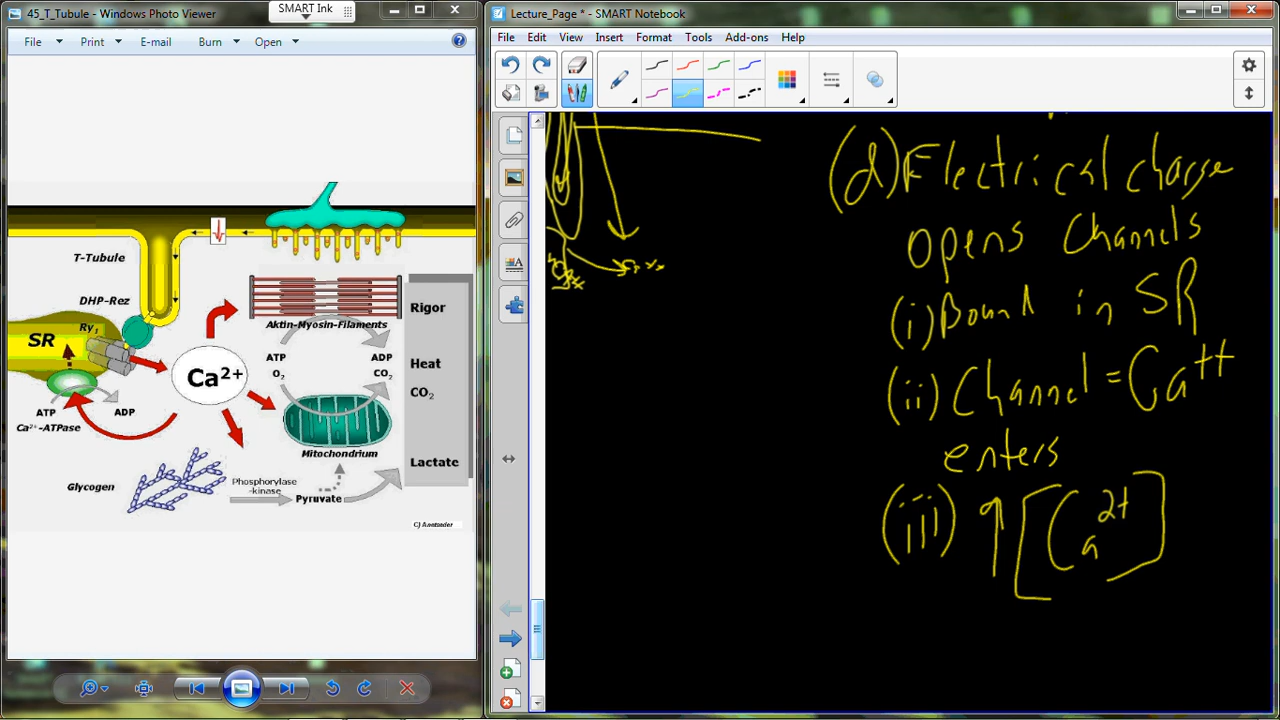 45_T_Tubule - Windows Photo Viewer
SMART Ink
File Print E-mail Burn Open
T-Tubule
DHP-Rez
Ry1
SR
Ca2+
ATP
ADP
Ca2+-ATPase
Aktin-Myosin-Filaments
ATP
O2
ADP
CO2
Mitochondrium
Glycogen
Phosphorylase
-kinase
Pyruvate
Rigor
Heat
CO2
Lactate
Lecture_Page * - SMART Notebook
File Edit View Insert Format Tools Add-ons Help
(d) Electrical charge
opens Channels
(i) Bound in SR
(ii) Channel = Ca++
enters
(iii) ↑ [Ca2+]